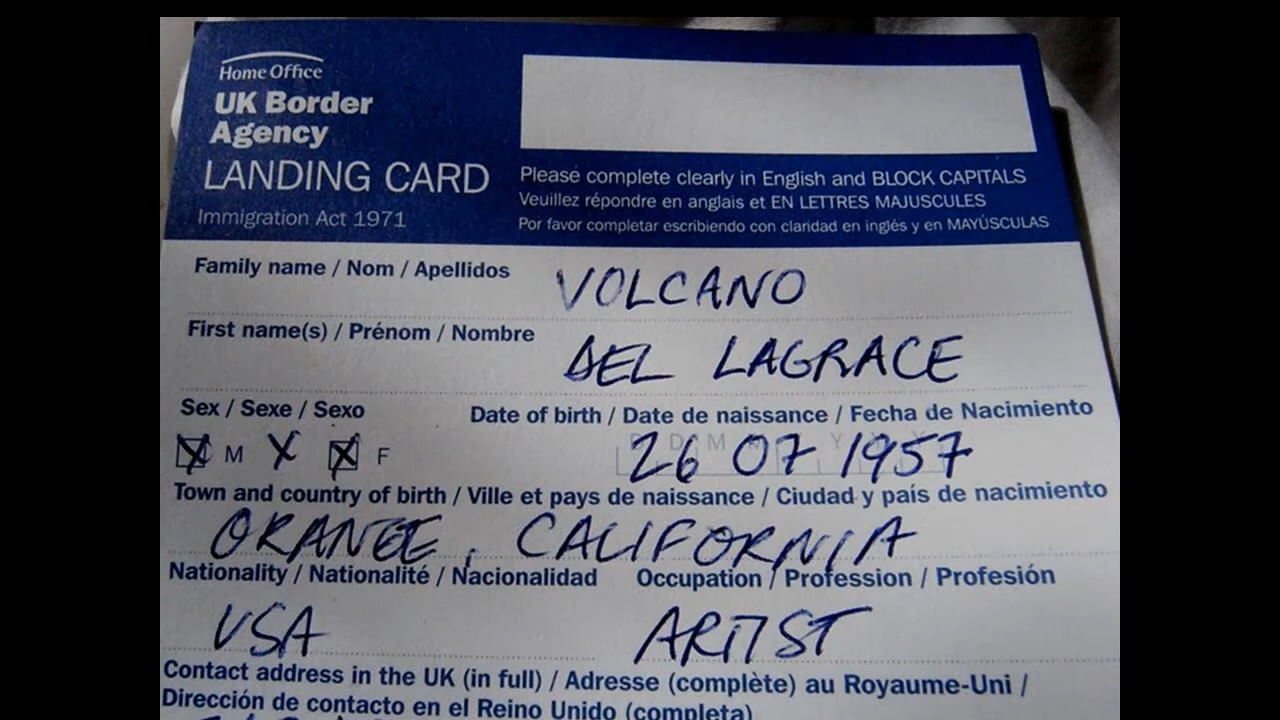 Home Office
UK Border
Agency
LANDING CARD
Immigration Act 1971
Please complete clearly in English and BLOCK CAPITALS
Veuillez répondre en anglais et EN LETTRES MAJUSCULES
Por favor completar escribiendo con claridad en inglés y en MAYÚSCULAS
Family name / Nom / Apellidos VOLCANO
First name(s) / Prénom / Nombre DEL LAGRACE
Sex / Sexe / Sexo
X M X X F
Date of birth / Date de naissance / Fecha de Nacimiento
26 07 1957
Town and country of birth / Ville et pays de naissance / Ciudad y país de nacimiento
ORANGE, CALIFORNIA
Nationality / Nationalité / Nacionalidad
USA
Occupation / Profession / Profesión
ARTIST
Contact address in the UK (in full) / Adresse (complète) au Royaume-Uni /
Dirección de contacto en el Reino Unido (completa)